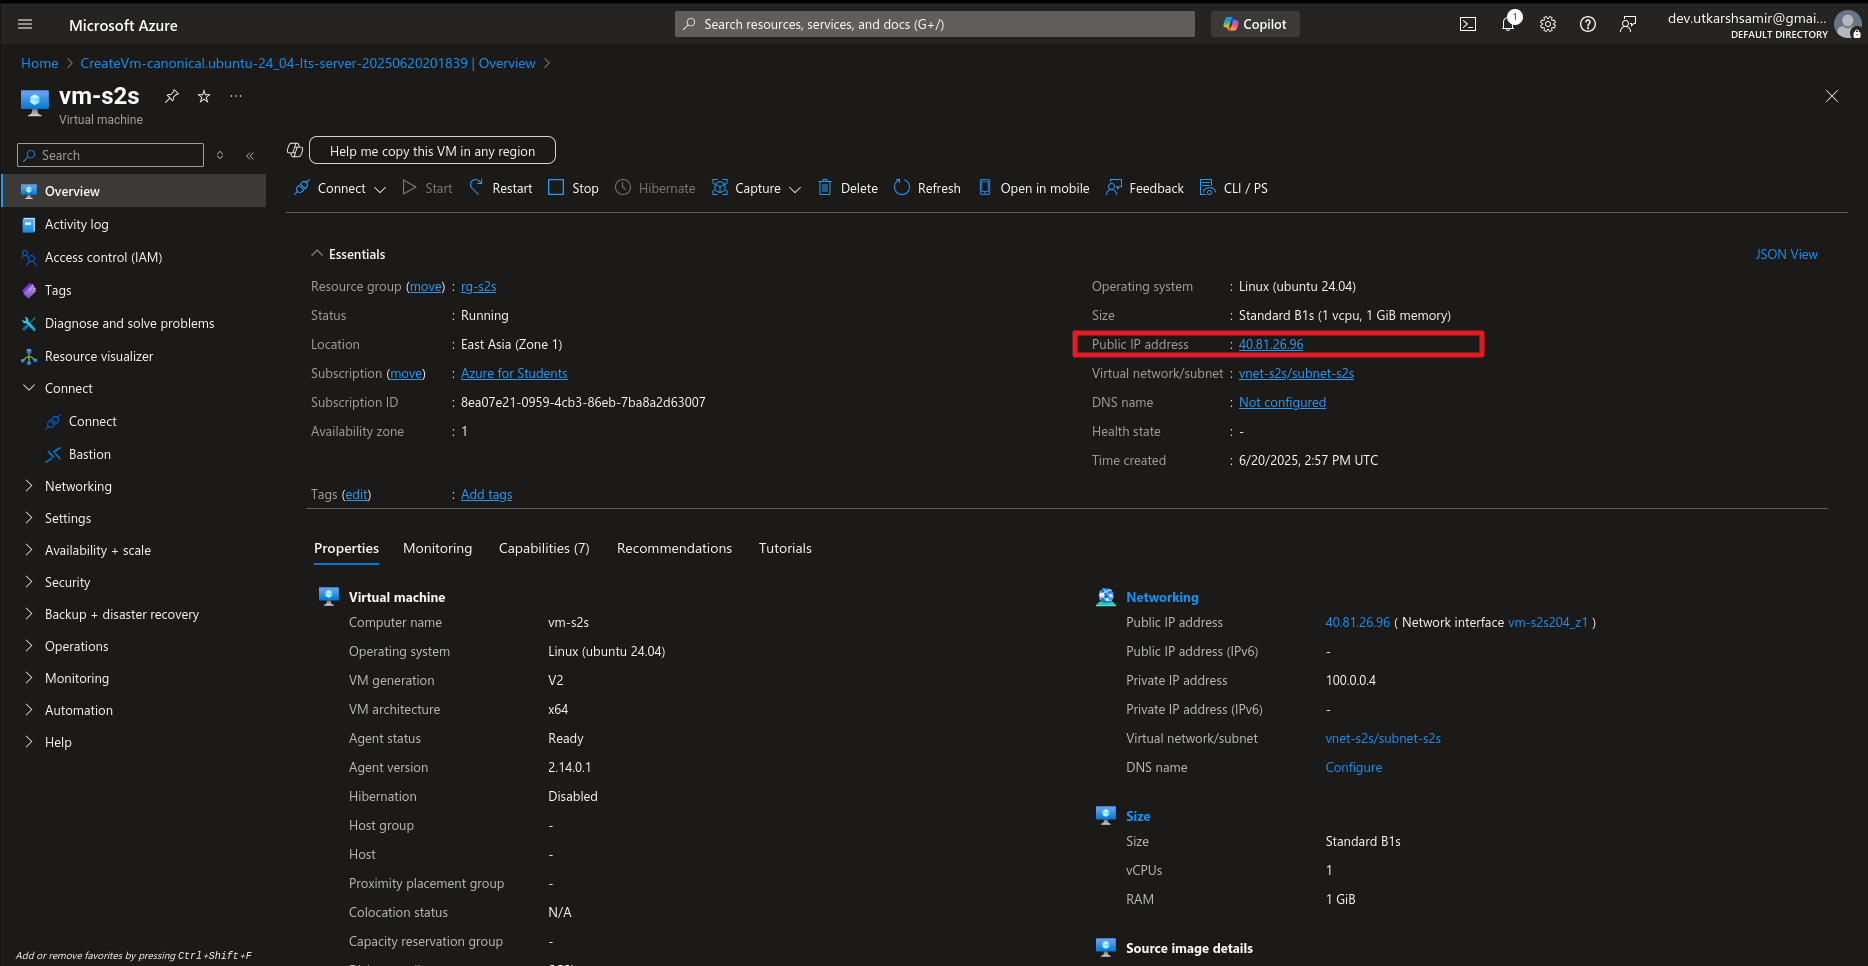 Microsoft Azure
Search resources, services, and docs (G+/)
Copilot
1
dev.utkarshsamir@gmai...
DEFAULT DIRECTORY
Home > CreateVm-canonical.ubuntu-24_04-lts-server-20250620201839 | Overview >
vm-s2s
Virtual machine
Search
Help me copy this VM in any region
Connect
Start
Restart
Stop
Hibernate
Capture
Delete
Refresh
Open in mobile
Feedback
CLI / PS
Overview
Activity log
Access control (IAM)
Tags
Diagnose and solve problems
Resource visualizer
Connect
Connect
Bastion
Networking
Settings
Availability + scale
Security
Backup + disaster recovery
Operations
Monitoring
Automation
Help
Add or remove favorites by pressing Ctrl+Shift+F
Essentials
JSON View
Resource group (move) : rg-s2s
Status : Running
Location : East Asia (Zone 1)
Subscription (move) : Azure for Students
Subscription ID : 8ea07e21-0959-4cb3-86eb-7ba8a2d63007
Availability zone : 1
Operating system : Linux (ubuntu 24.04)
Size : Standard B1s (1 vcpu, 1 GiB memory)
Public IP address : 40.81.26.96
Virtual network/subnet : vnet-s2s/subnet-s2s
DNS name : Not configured
Health state : -
Time created : 6/20/2025, 2:57 PM UTC
Tags (edit) : Add tags
Properties
Monitoring
Capabilities (7)
Recommendations
Tutorials
Virtual machine
Computer name vm-s2s
Operating system Linux (ubuntu 24.04)
VM generation V2
VM architecture x64
Agent status Ready
Agent version 2.14.0.1
Hibernation Disabled
Host group -
Host -
Proximity placement group -
Colocation status N/A
Capacity reservation group -
Networking
Public IP address 40.81.26.96 ( Network interface vm-s2s204_z1 )
Public IP address (IPv6) -
Private IP address 100.0.0.4
Private IP address (IPv6) -
Virtual network/subnet vnet-s2s/subnet-s2s
DNS name Configure
Size
Size Standard B1s
vCPUs 1
RAM 1 GiB
Source image details